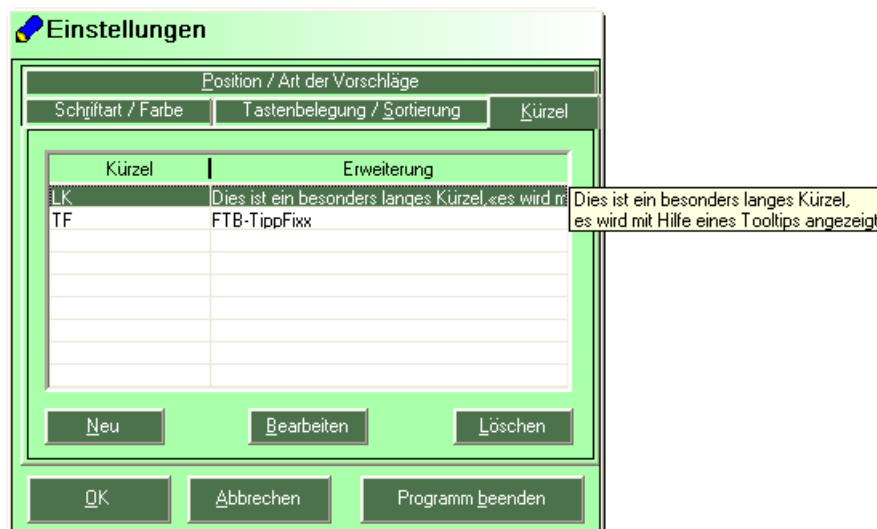 Einstellungen
Position / Art der Vorschläge
Schriftart / Farbe Tastenbelegung / Sortierung Kürzel
Kürzel Erweiterung
LK Dies ist ein besonders langes Kürzel,«es wird m
TF FTB-TippFixx
Dies ist ein besonders langes Kürzel,
es wird mit Hilfe eines Tooltips angezeigt
Neu Bearbeiten Löschen
OK Abbrechen Programm beenden